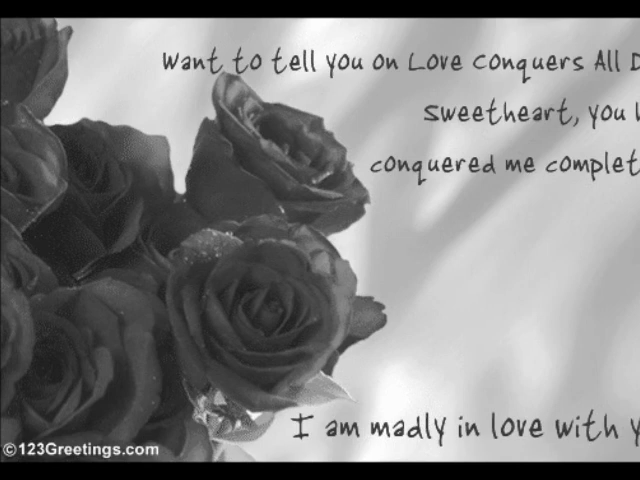 Want to tell you on Love Conquers All
Sweetheart, you
conquered me
I am madly in love with
©123Greetings.com